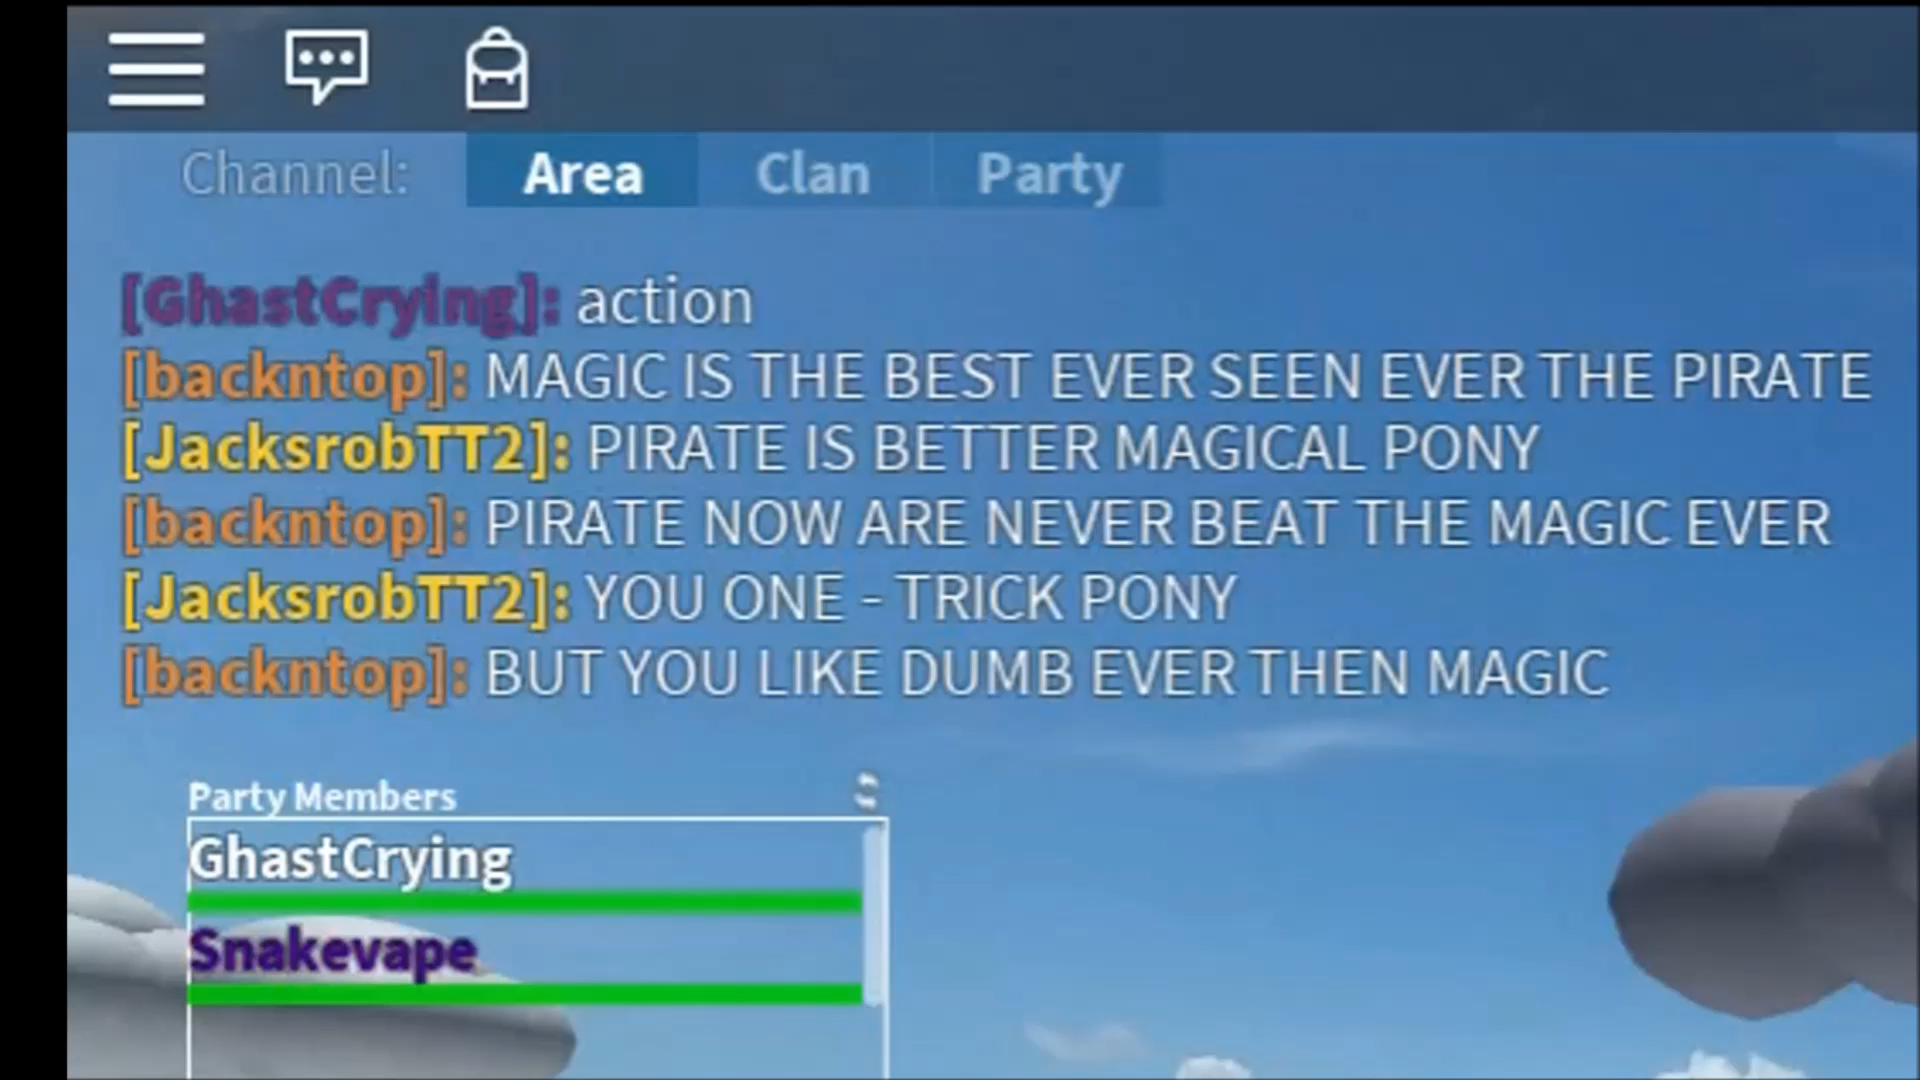 Channel: Area Clan Party
[GhastCrying]: action
[backntop]: MAGIC IS THE BEST EVER SEEN EVER THE PIRATE
[JacksrobTT2]: PIRATE IS BETTER MAGICAL PONY
[backntop]: PIRATE NOW ARE NEVER BEAT THE MAGIC EVER
[JacksrobTT2]: YOU ONE - TRICK PONY
[backntop]: BUT YOU LIKE DUMB EVER THEN MAGIC
Party Members
GhastCrying
Snakevape